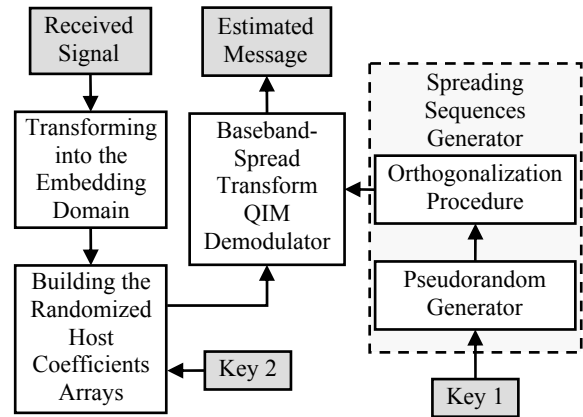 Received
Signal
Estimated
Message
Transforming
into the
Embedding
Domain
Baseband-
Spread
Transform
QIM
Demodulator
Spreading
Sequences
Generator
Orthogonalization
Procedure
Building the
Randomized
Host
Coefficients
Arrays
Pseudorandom
Generator
Key 2
Key 1